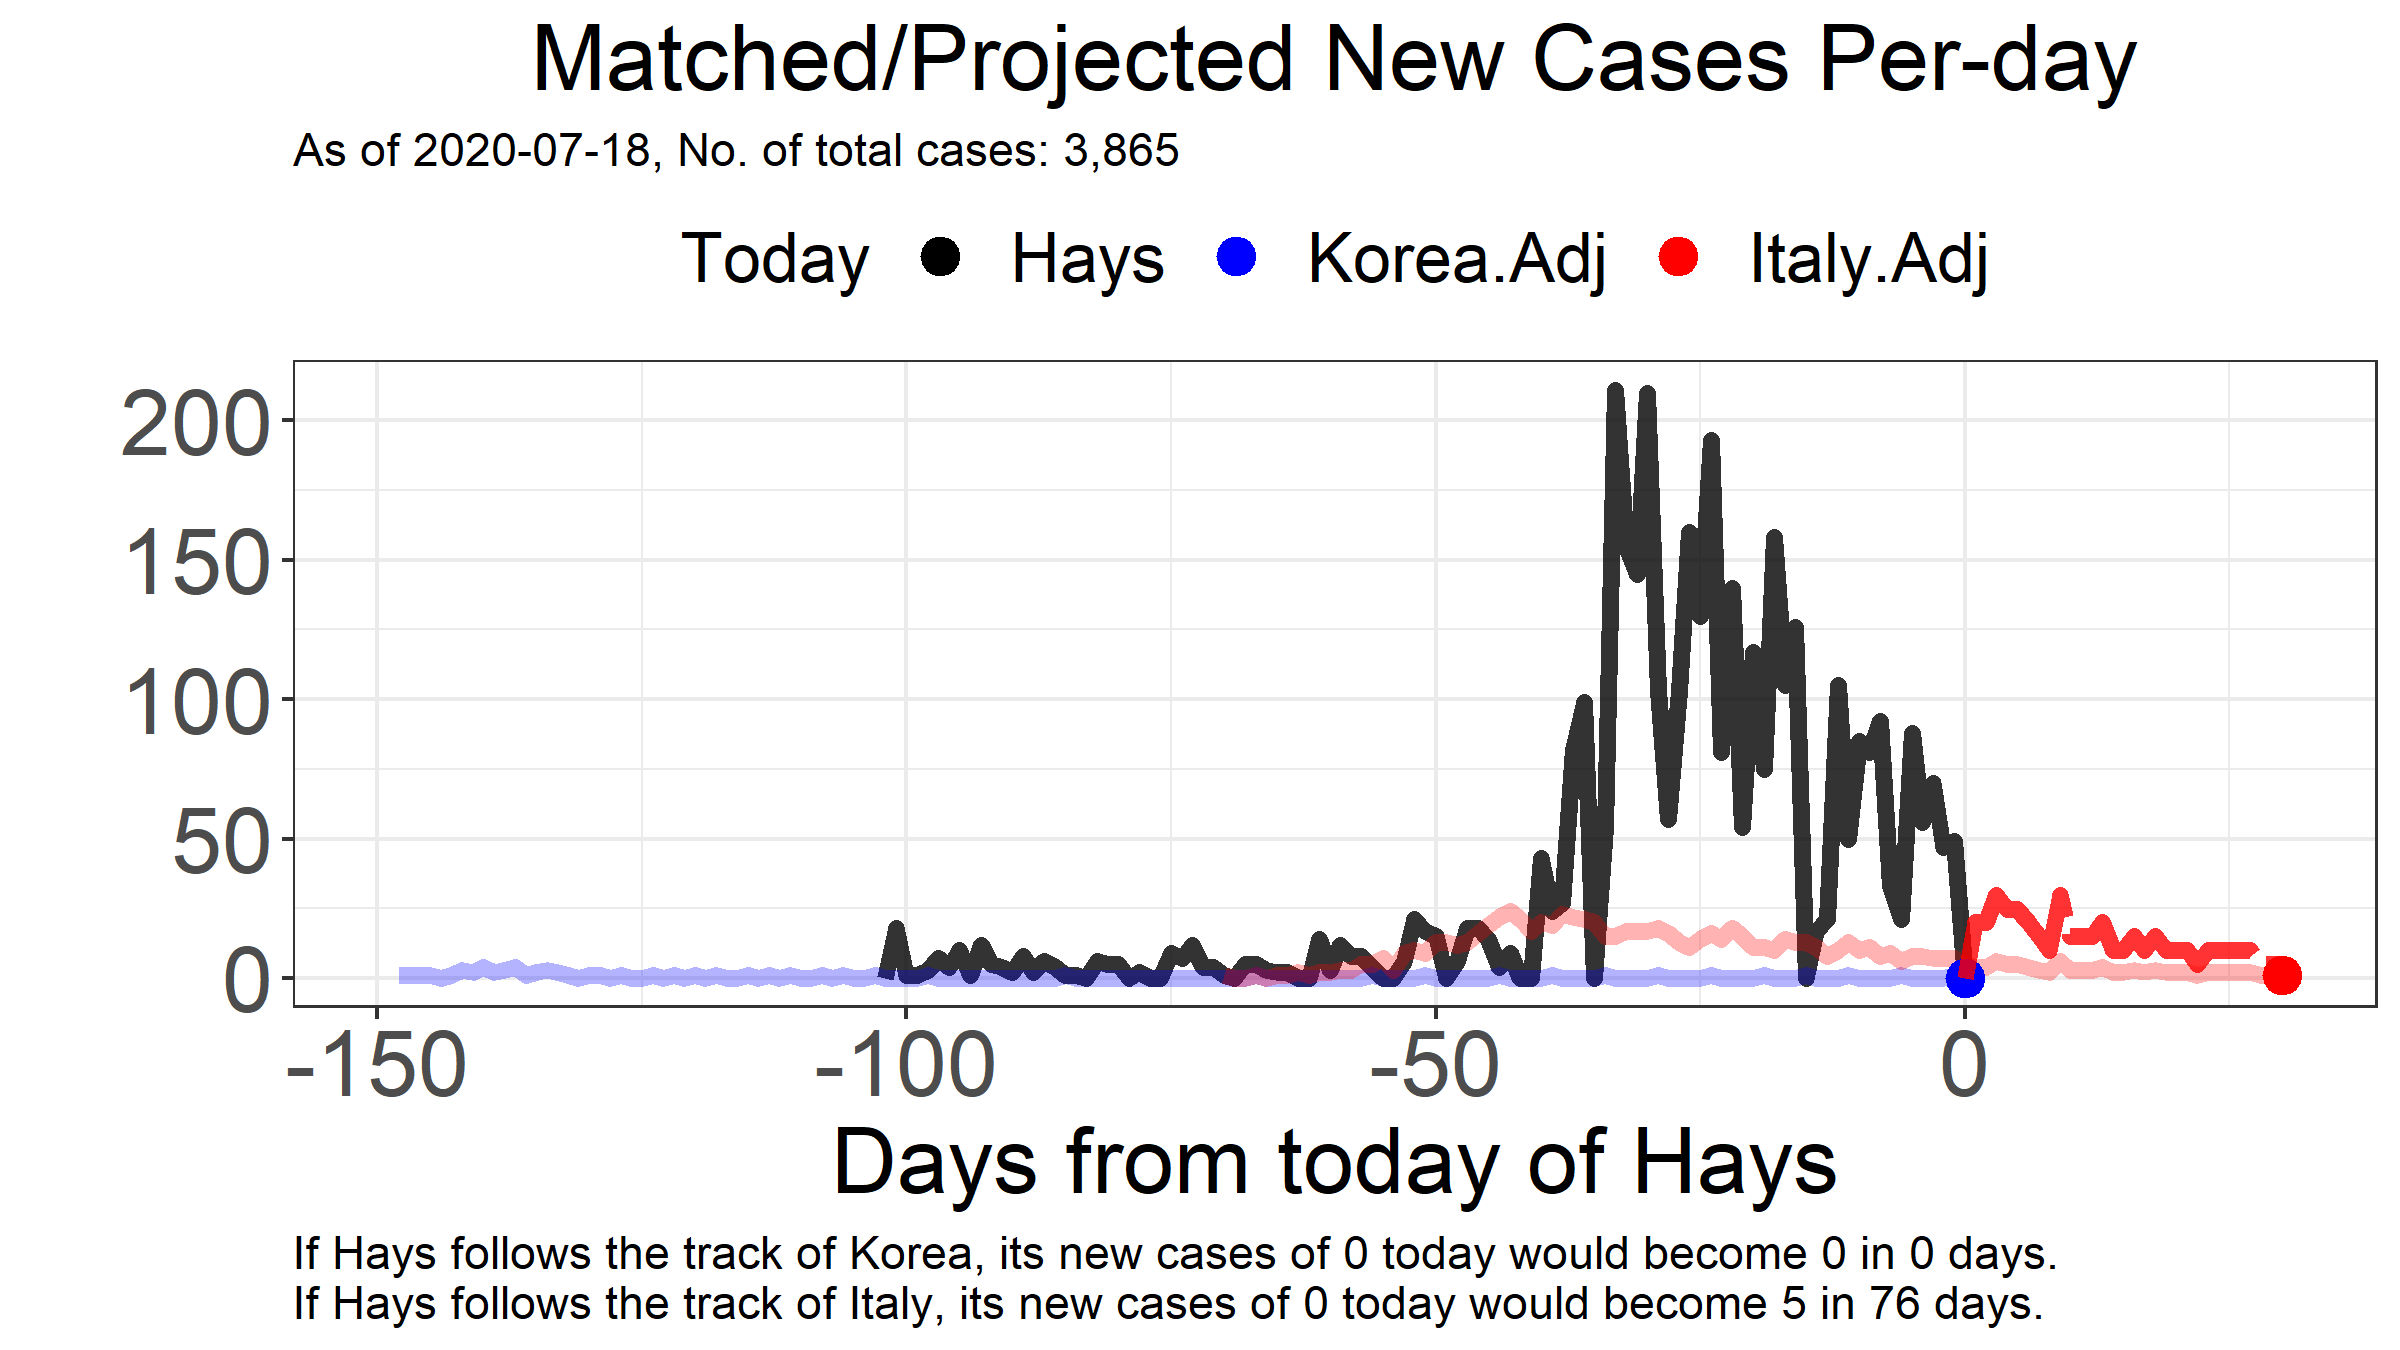 Matched/Projected New Cases Per-day
As of 2020-07-18, No. of total cases: 3,865
Today Hays Korea.Adj Italy.Adj
200
150
100
50
0
-150 -100 -50 0
Days from today of Hays
If Hays follows the track of Korea, its new cases of 0 today would become 0 in 0 days.
If Hays follows the track of Italy, its new cases of 0 today would become 5 in 76 days.